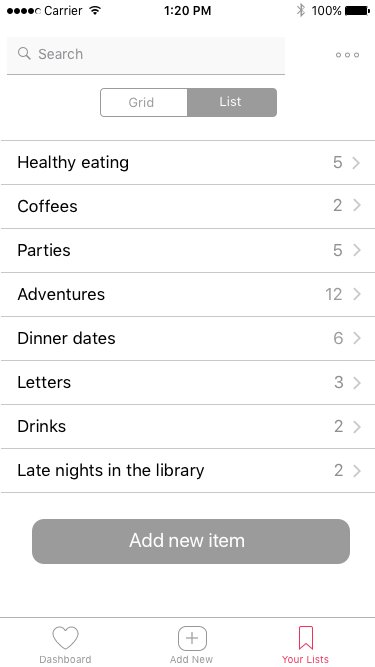 Carrier 1:20 PM 100%
Search
Grid List
Healthy eating 5
Coffees 2
Parties 5
Adventures 12
Dinner dates 6
Letters 3
Drinks 2
Late nights in the library 2
Add new item
Dashboard Add New Your Lists